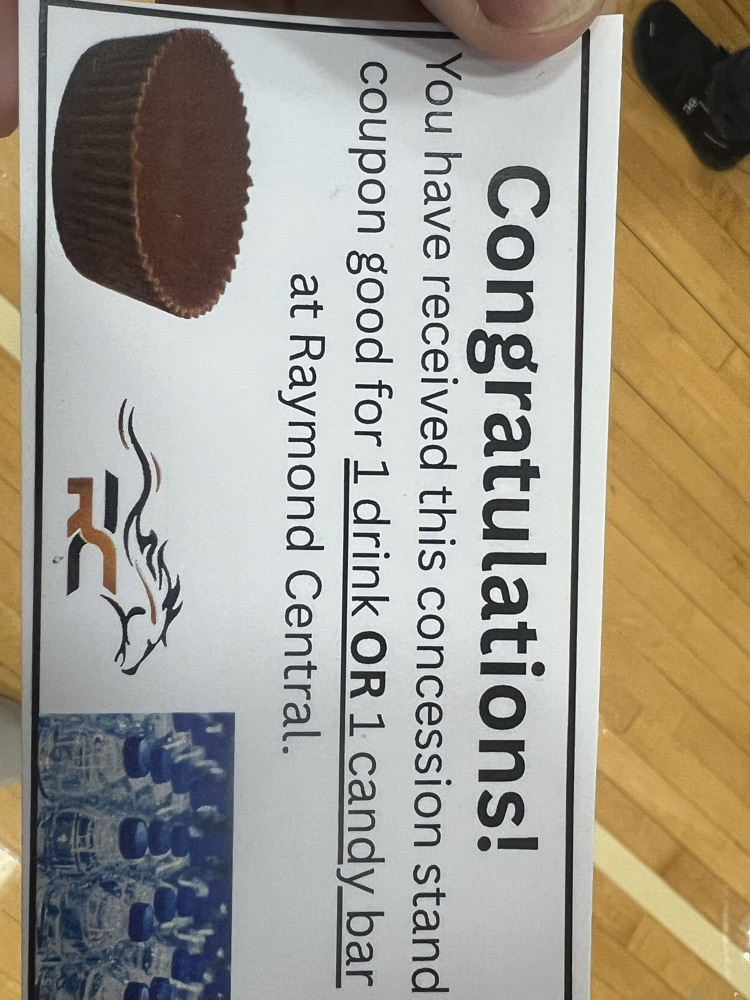 Congratulations!
You have received this concession stand
coupon good for 1 drink OR 1 candy bar
at Raymond Central.
RC